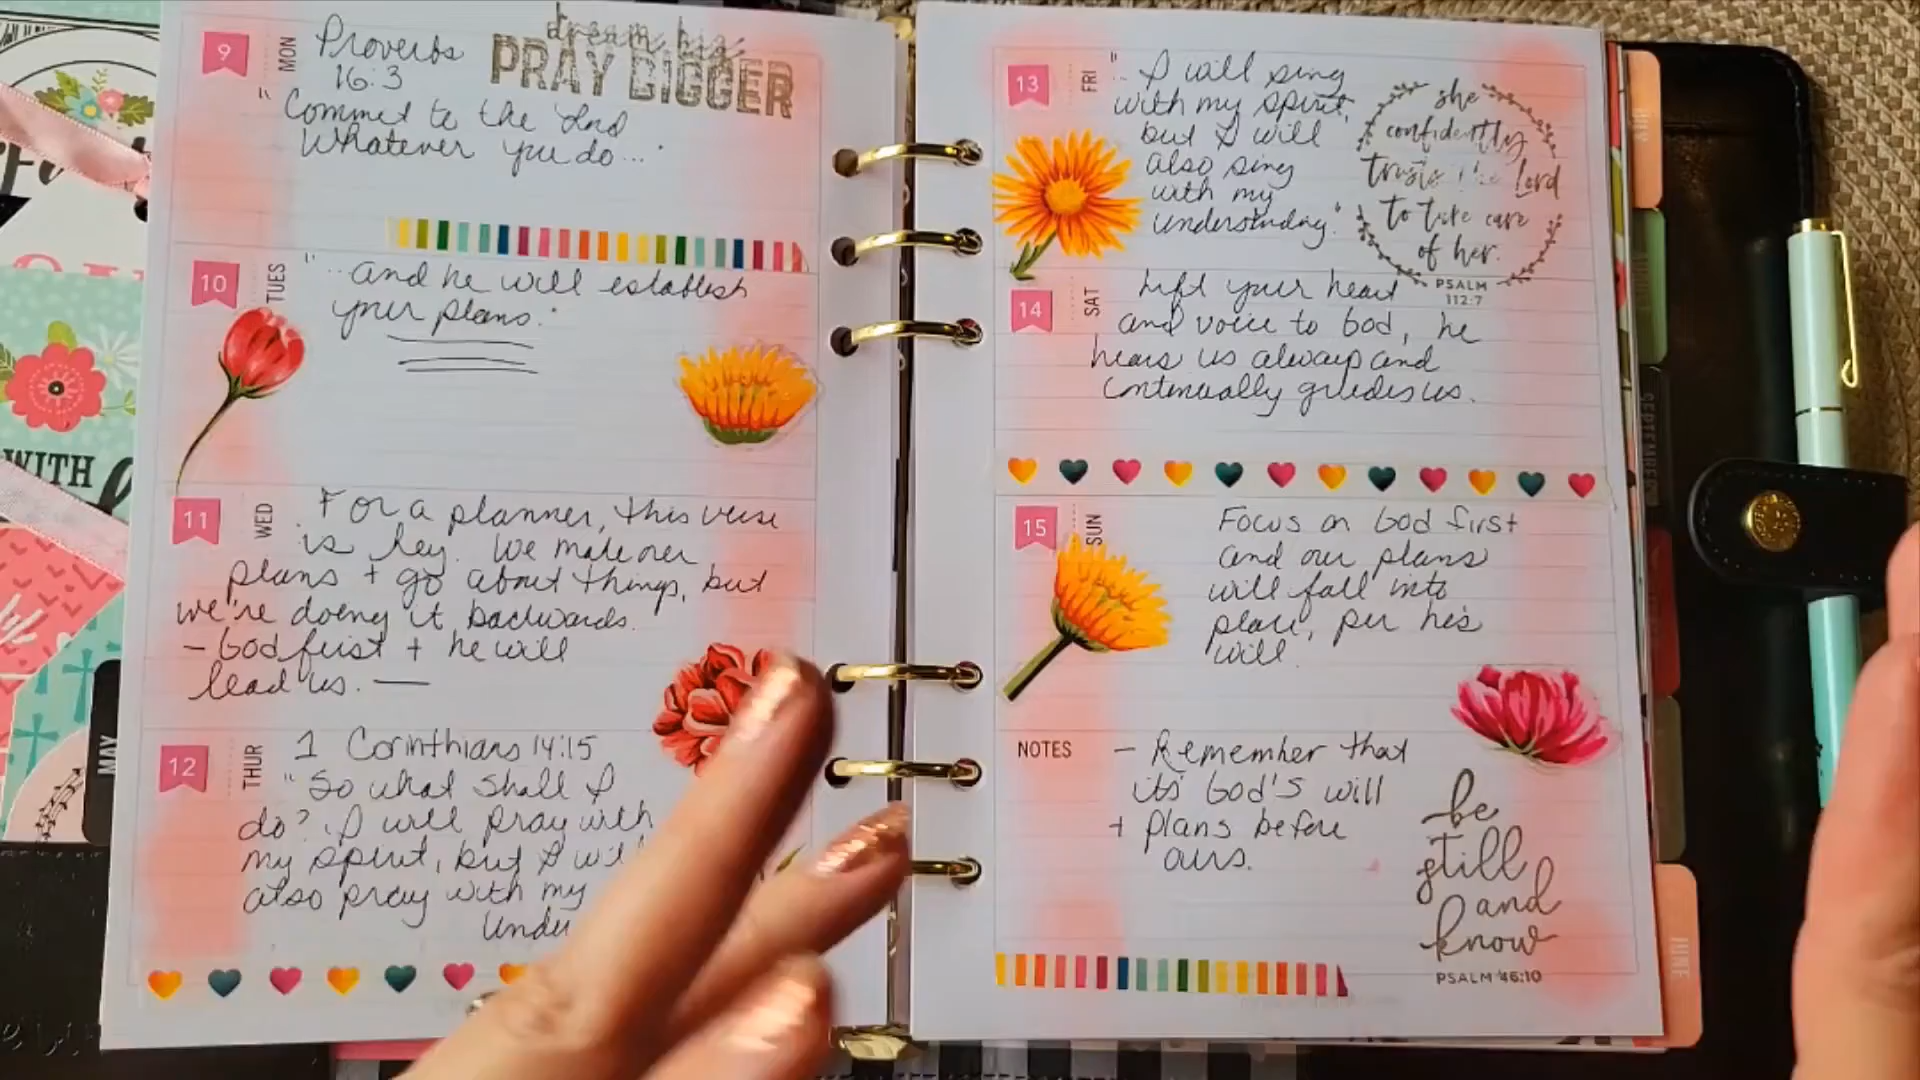 9
MON
Proverbs
16:3
dream big
PRAY BIGGER
"Commit to the Lord
Whatever you do..."
10
TUES
"...and he will establish
your plans."
11
WED
For a planner, this verse
is key. We make our
plans + go about things, but
we're doing it backwards.
- God first + he will
lead us. —
12
THUR
1 Corinthians 14:15
"So what shall I
do? I will pray with
my spirit, but I wil
also pray with my
Unde
13
FRI
"I will sing
with my spirit,
but I will
also sing
with my
understanding."
she
confidently
trusts the Lord
to take care
of her.
PSALM
112:7
14
SAT
Lift your heart
and voice to God, he
hears us always and
continually guides us.
15
SUN
Focus on God first
and our plans
will fall into
place, per his
will.
NOTES
- Remember that
its God's will
+ plans before
ours.
be
still
and
know
PSALM 46:10
WITH
MAY
SEPTEMBER
JUNE